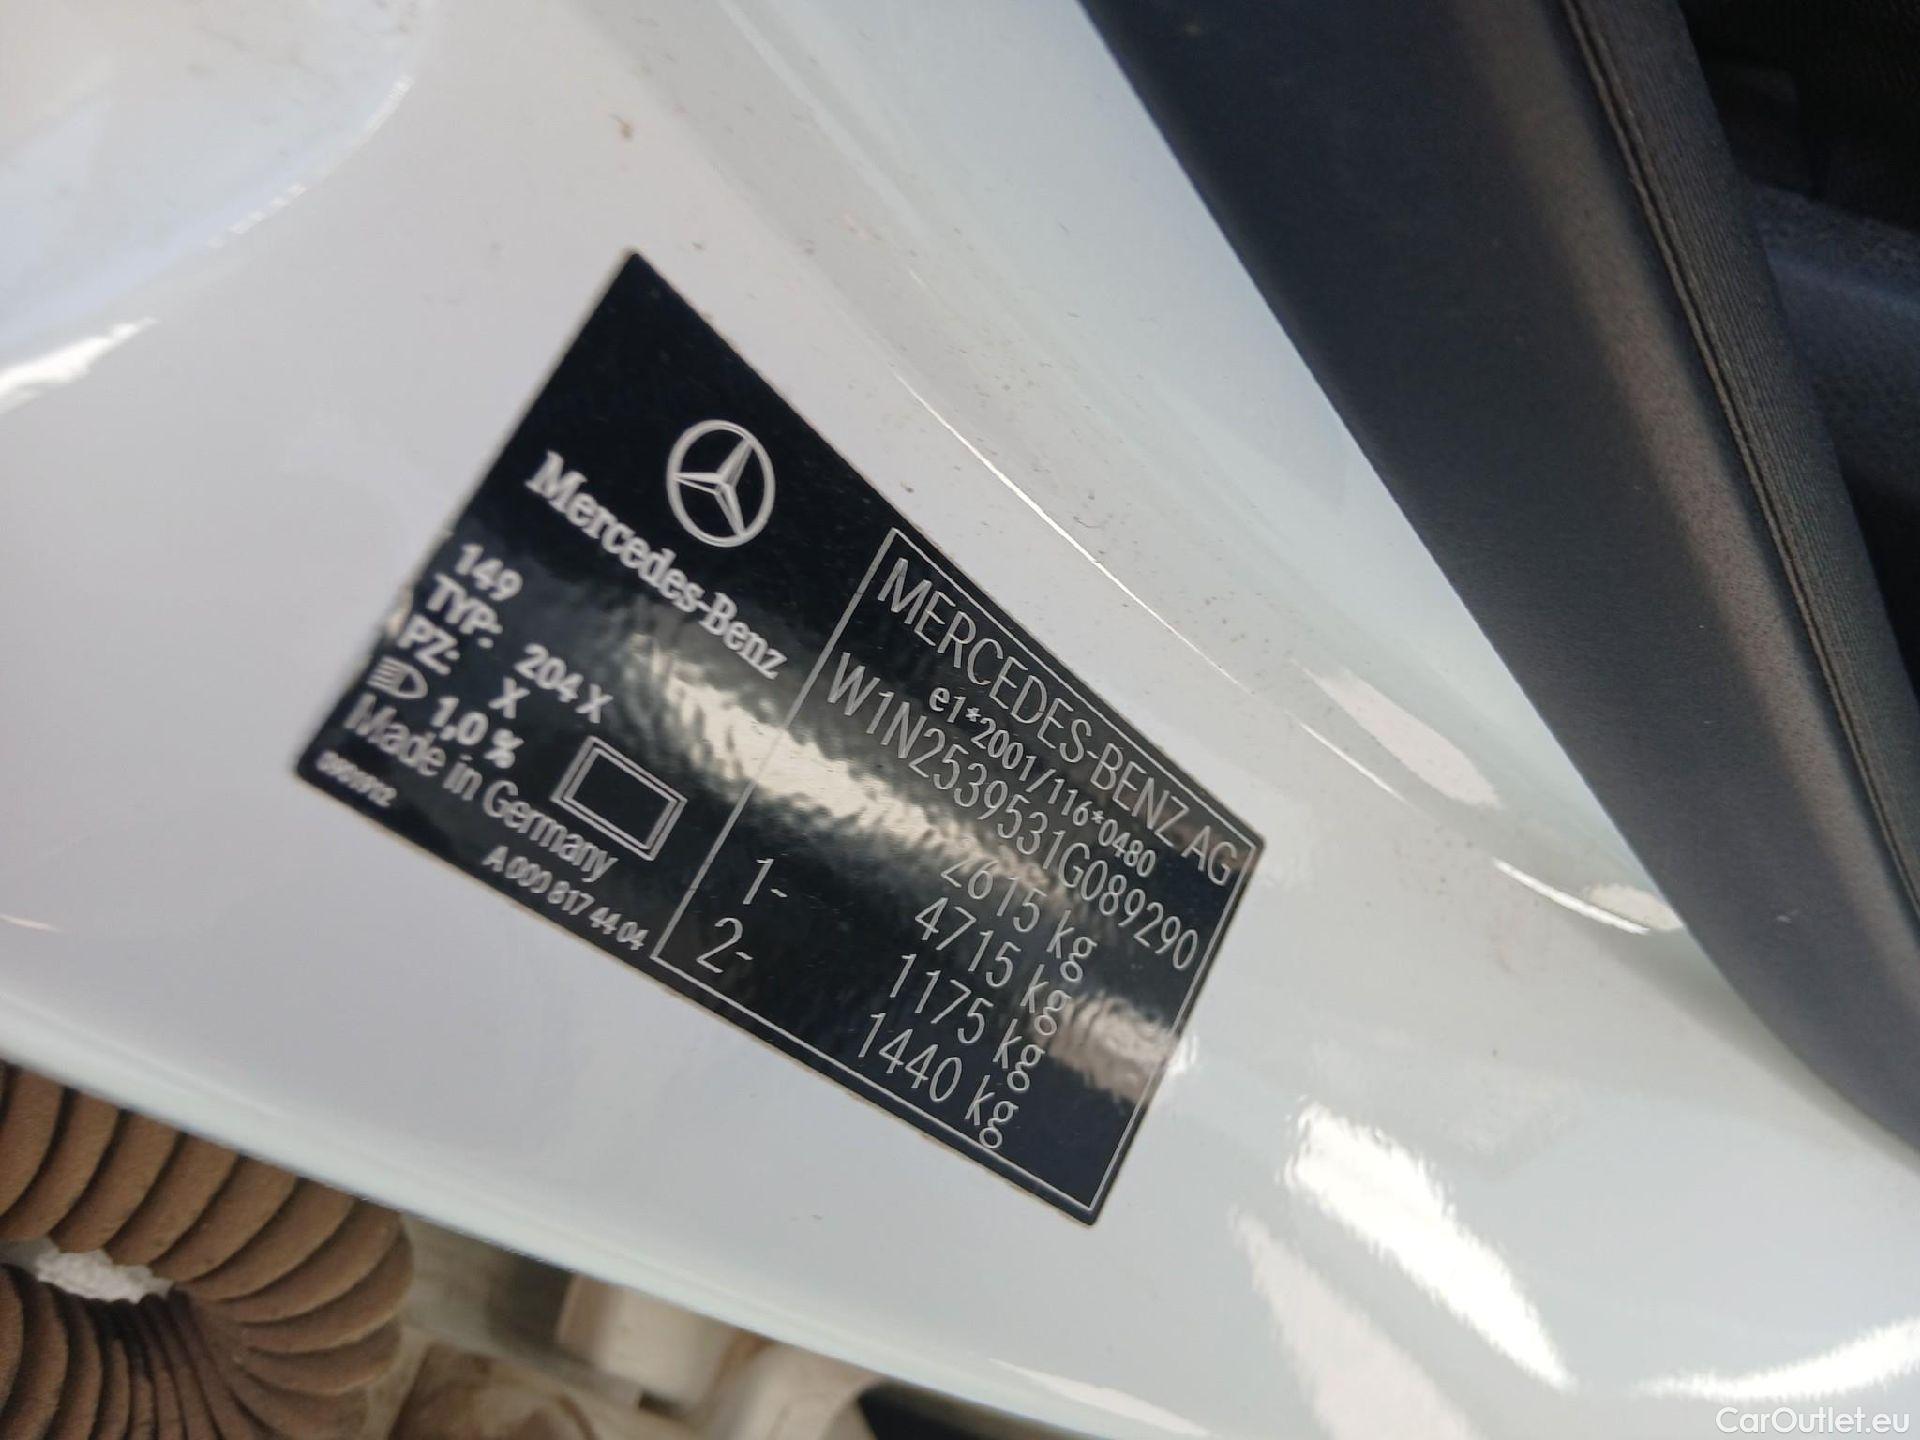 Mercedes-Benz
149
TYP: 204 X
PZ: X
1,0 %
Made in Germany
A 000 817 44 04
MERCEDES-BENZ AG
e1*2001/116*0480
W1N2539531G089290
2615 kg
4715 kg
1- 1175 kg
2- 1440 kg
CarOutlet.eu